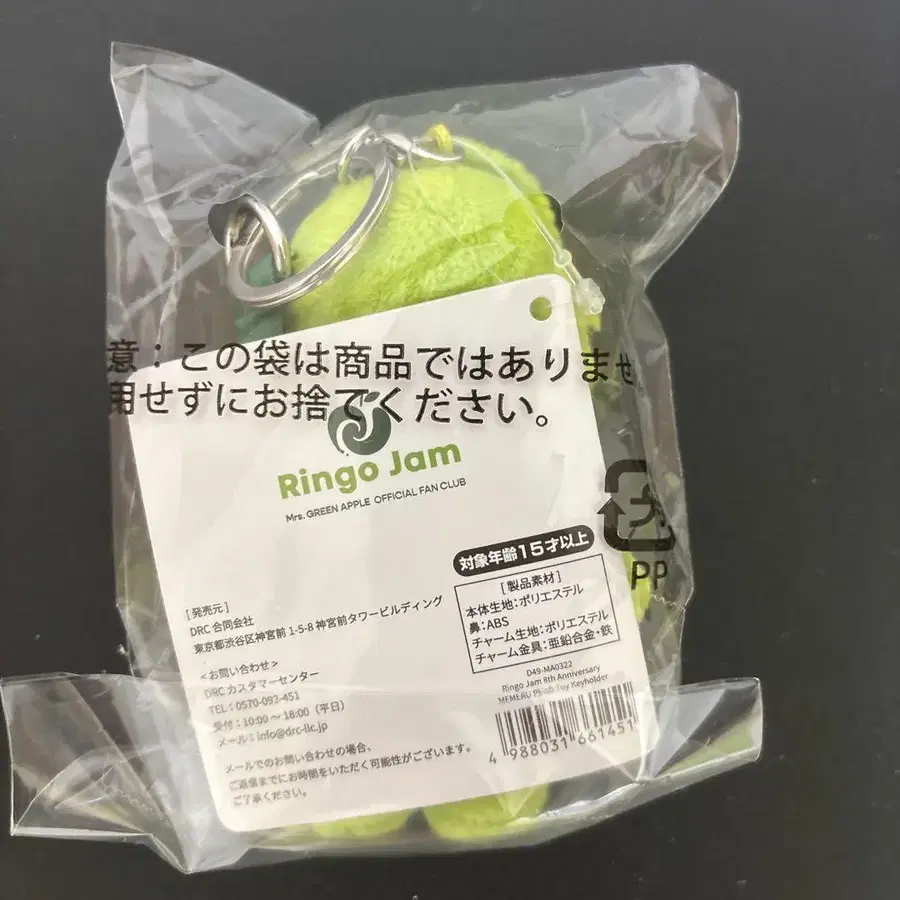 意：この袋は商品ではありませ
用せずにお捨てください。
Ringo Jam
Mrs. GREEN APPLE OFFICIAL FAN CLUB
対象年齢15才以上
[製品素材]
本体生地：ポリエステル
鼻：ABS
チャーム生地：ポリエステル
チャーム金具：亜鉛合金・鉄
[発売元]
DRC 合同会社
東京都渋谷区神宮前 1-5-8 神宮前タワービルディング
<お問い合わせ>
DRC カスタマーセンター
TEL：0570-092-451
受付：10:00～18:00（平日）
メール：info@drc-llc.jp
メールでのお問い合わせの場合、
ご返信までにお時間をいただく可能性がございます。
ご了承ください。
D49-MA0322
Ringo Jam 8th Anniversary
MEMERU Plush Toy Keyholder
4 988031 661451
PP